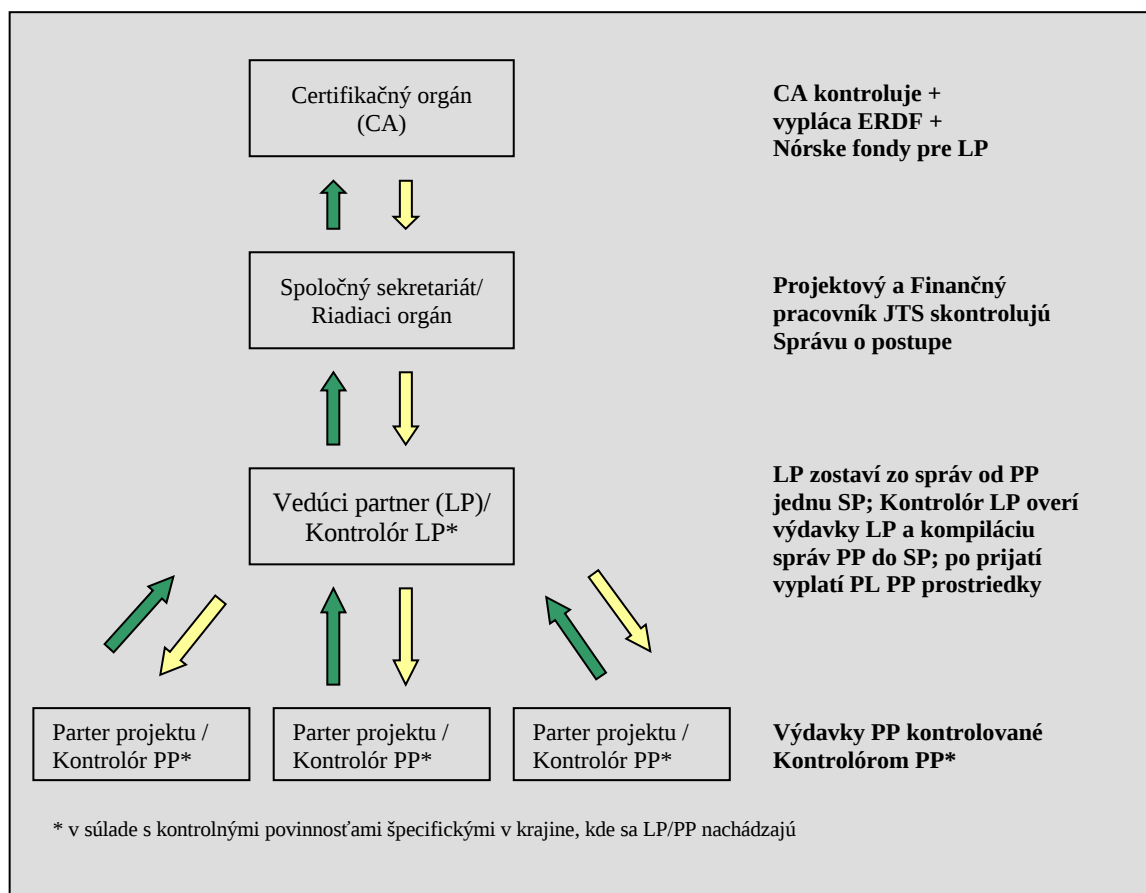 Certifikačný orgán
(CA)
CA kontroluje +
vypláca ERDF +
Nórske fondy pre LP
Spoločný sekretariát/
Riadiaci orgán
Projektový a Finančný
pracovník JTS skontrolujú
Správu o postupe
Vedúci partner (LP)/
Kontrolór LP*
LP zostaví zo správ od PP
jednu SP; Kontrolór LP overí
výdavky LP a kompiláciu
správ PP do SP; po prijatí
vyplatí PL PP prostriedky
Parter projektu /
Kontrolór PP*
Parter projektu /
Kontrolór PP*
Parter projektu /
Kontrolór PP*
Výdavky PP kontrolované
Kontrolórom PP*
* v súlade s kontrolnými povinnosťami špecifickými v krajine, kde sa LP/PP nachádzajú